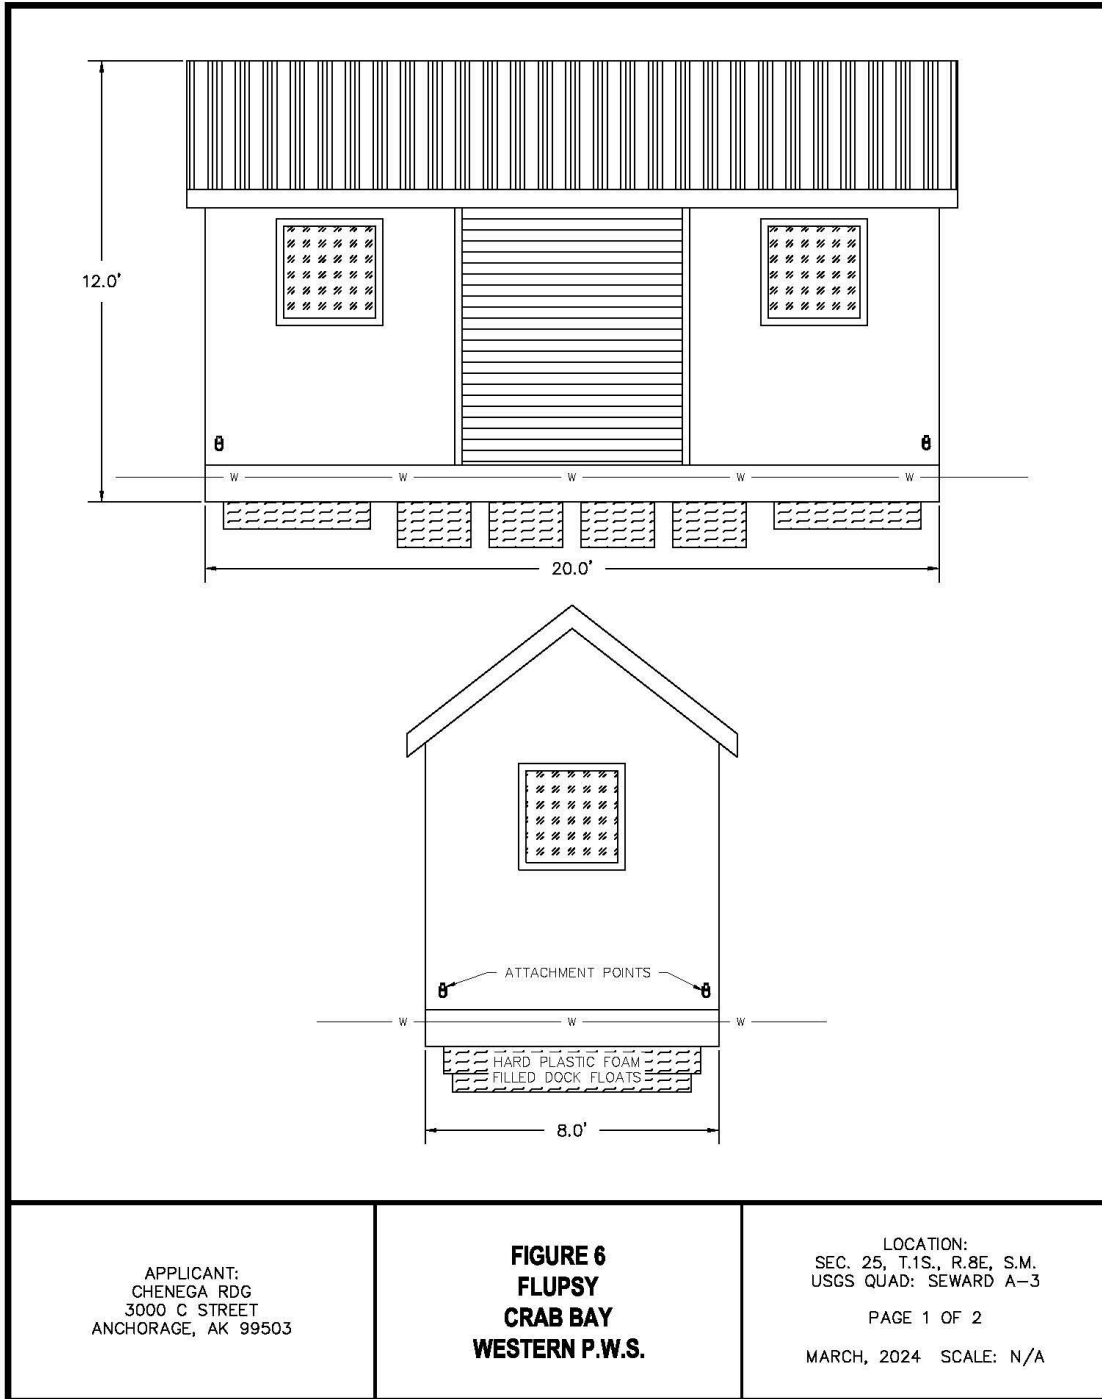 12.0'
W W W W W
20.0'
ATTACHMENT POINTS
W W W
HARD PLASTIC FOAM
FILLED DOCK FLOATS
8.0'
APPLICANT:
CHENEGA RDG
3000 C STREET
ANCHORAGE, AK 99503
FIGURE 6
FLUPSY
CRAB BAY
WESTERN P.W.S.
LOCATION:
SEC. 25, T.1S., R.8E, S.M.
USGS QUAD: SEWARD A-3
PAGE 1 OF 2
MARCH, 2024 SCALE: N/A